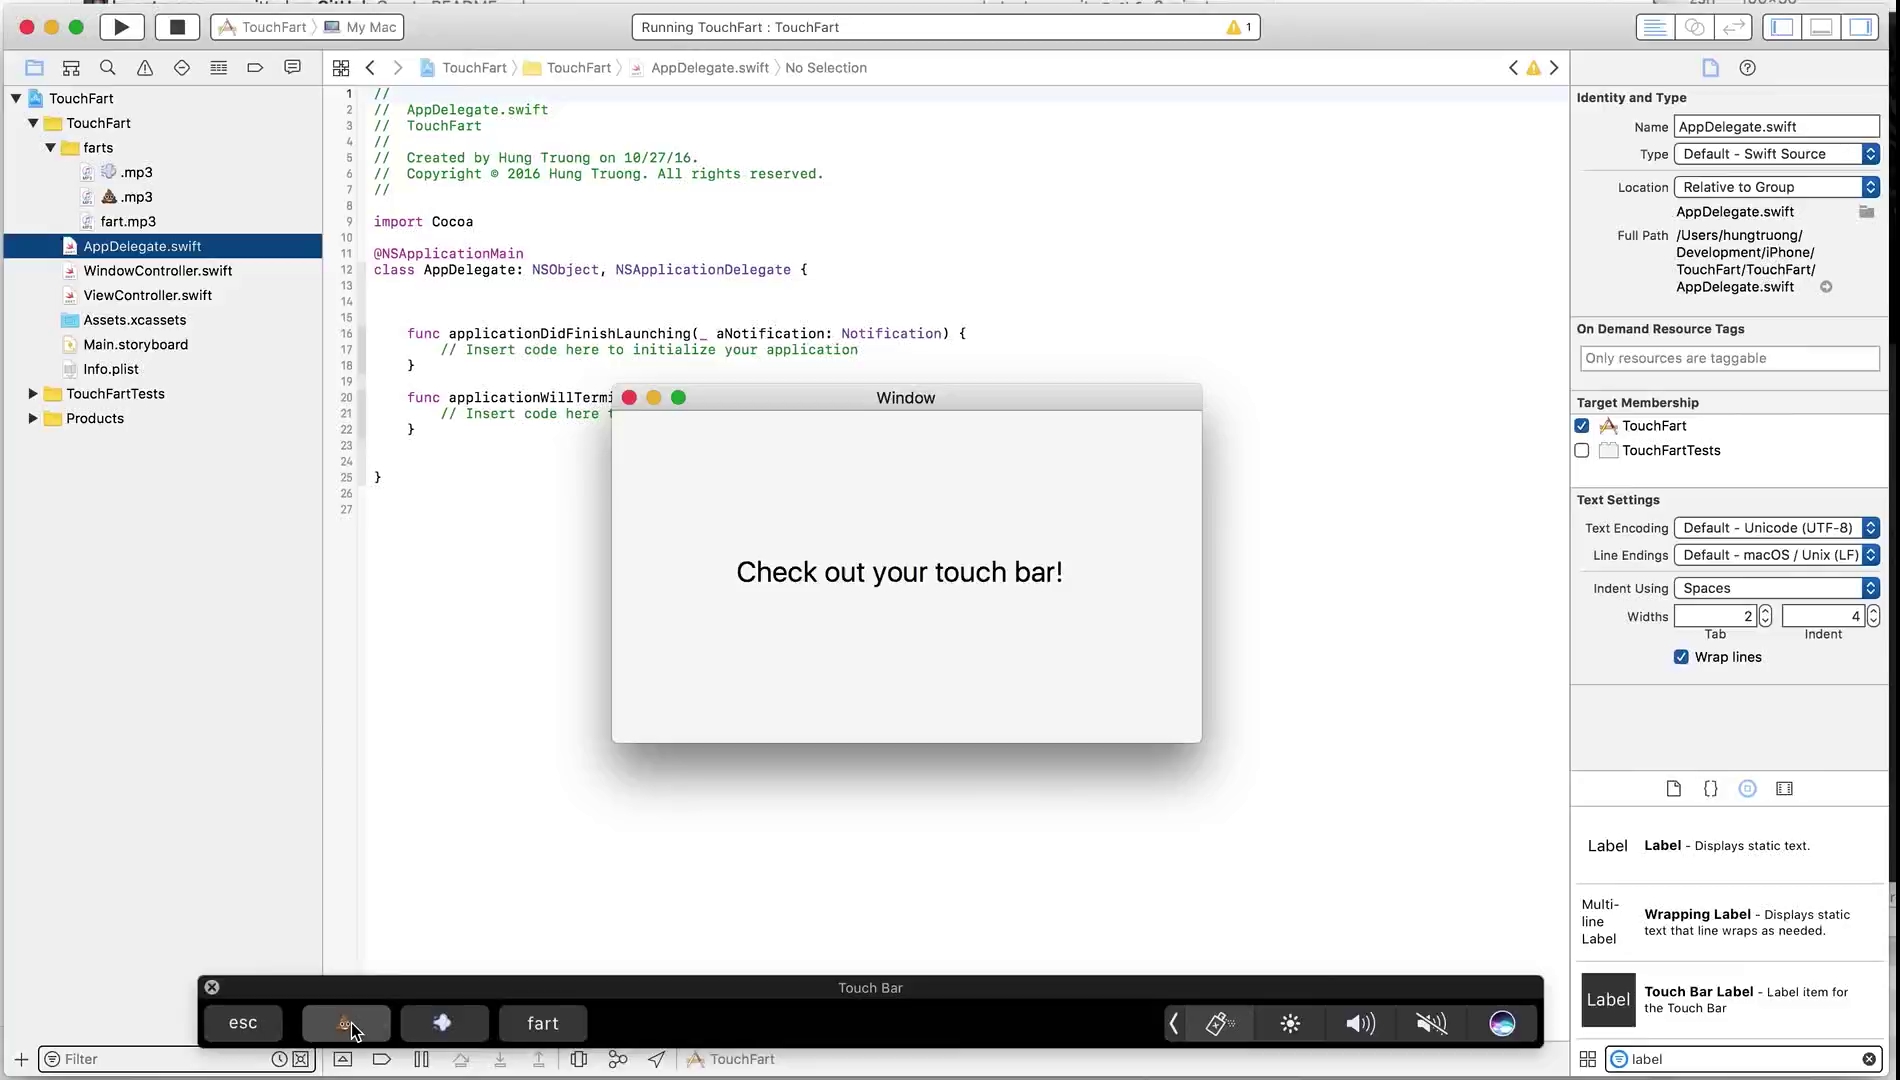 TouchFart
My Mac
Running TouchFart : TouchFart
1
TouchFart
TouchFart
AppDelegate.swift
No Selection
TouchFart
TouchFart
farts
💨.mp3
💩.mp3
fart.mp3
AppDelegate.swift
WindowController.swift
ViewController.swift
Assets.xcassets
Main.storyboard
Info.plist
TouchFartTests
Products
1 //
2 // AppDelegate.swift
3 // TouchFart
4 //
5 // Created by Hung Truong on 10/27/16.
6 // Copyright © 2016 Hung Truong. All rights reserved.
7 //
8
9 import Cocoa
10
11 @NSApplicationMain
12 class AppDelegate: NSObject, NSApplicationDelegate {
13
14
15
16 func applicationDidFinishLaunching(_ aNotification: Notification) {
17 // Insert code here to initialize your application
18 }
19
20 func applicationWillTermi
21 // Insert code here
22 }
23
24
25 }
26
27
Window
Check out your touch bar!
Identity and Type
Name AppDelegate.swift
Type Default - Swift Source
Location Relative to Group
AppDelegate.swift
Full Path /Users/hungtruong/
Development/iPhone/
TouchFart/TouchFart/
AppDelegate.swift
On Demand Resource Tags
Only resources are taggable
Target Membership
TouchFart
TouchFartTests
Text Settings
Text Encoding Default - Unicode (UTF-8)
Line Endings Default - macOS / Unix (LF)
Indent Using Spaces
Widths 2 4
Tab Indent
Wrap lines
Label
Label - Displays static text.
Multi-
line
Label
Wrapping Label - Displays static
text that line wraps as needed.
Label
Touch Bar Label - Label item for
the Touch Bar
Touch Bar
esc
fart
Filter
TouchFart
label